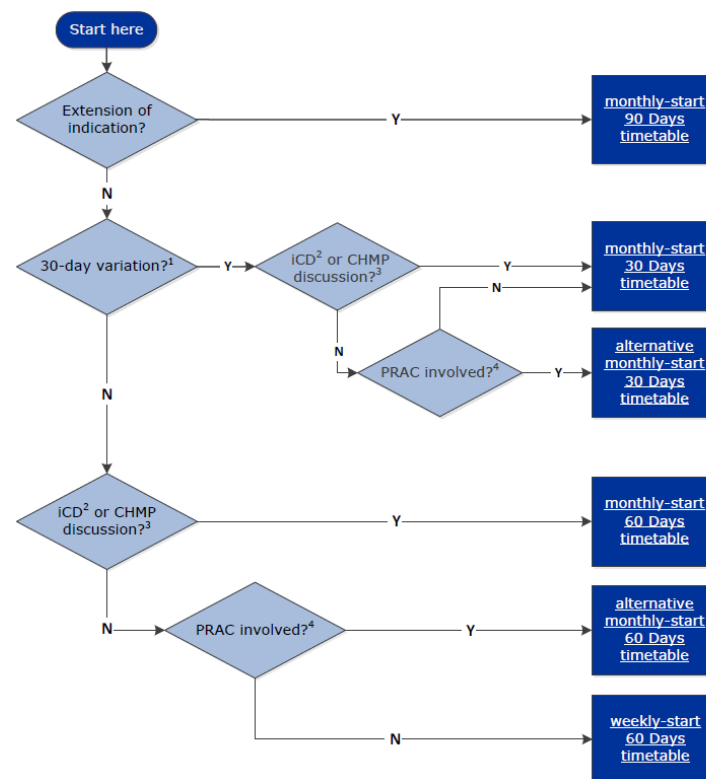 Start here
Extension of
indication?
Y
monthly-start
90 Days
timetable
N
30-day variation?¹
Y
iCD² or CHMP
discussion?³
Y
monthly-start
30 Days
timetable
N
N
PRAC involved?⁴
Y
alternative
monthly-start
30 Days
timetable
N
iCD² or CHMP
discussion?³
Y
monthly-start
60 Days
timetable
N
PRAC involved?⁴
Y
alternative
monthly-start
60 Days
timetable
N
weekly-start
60 Days
timetable